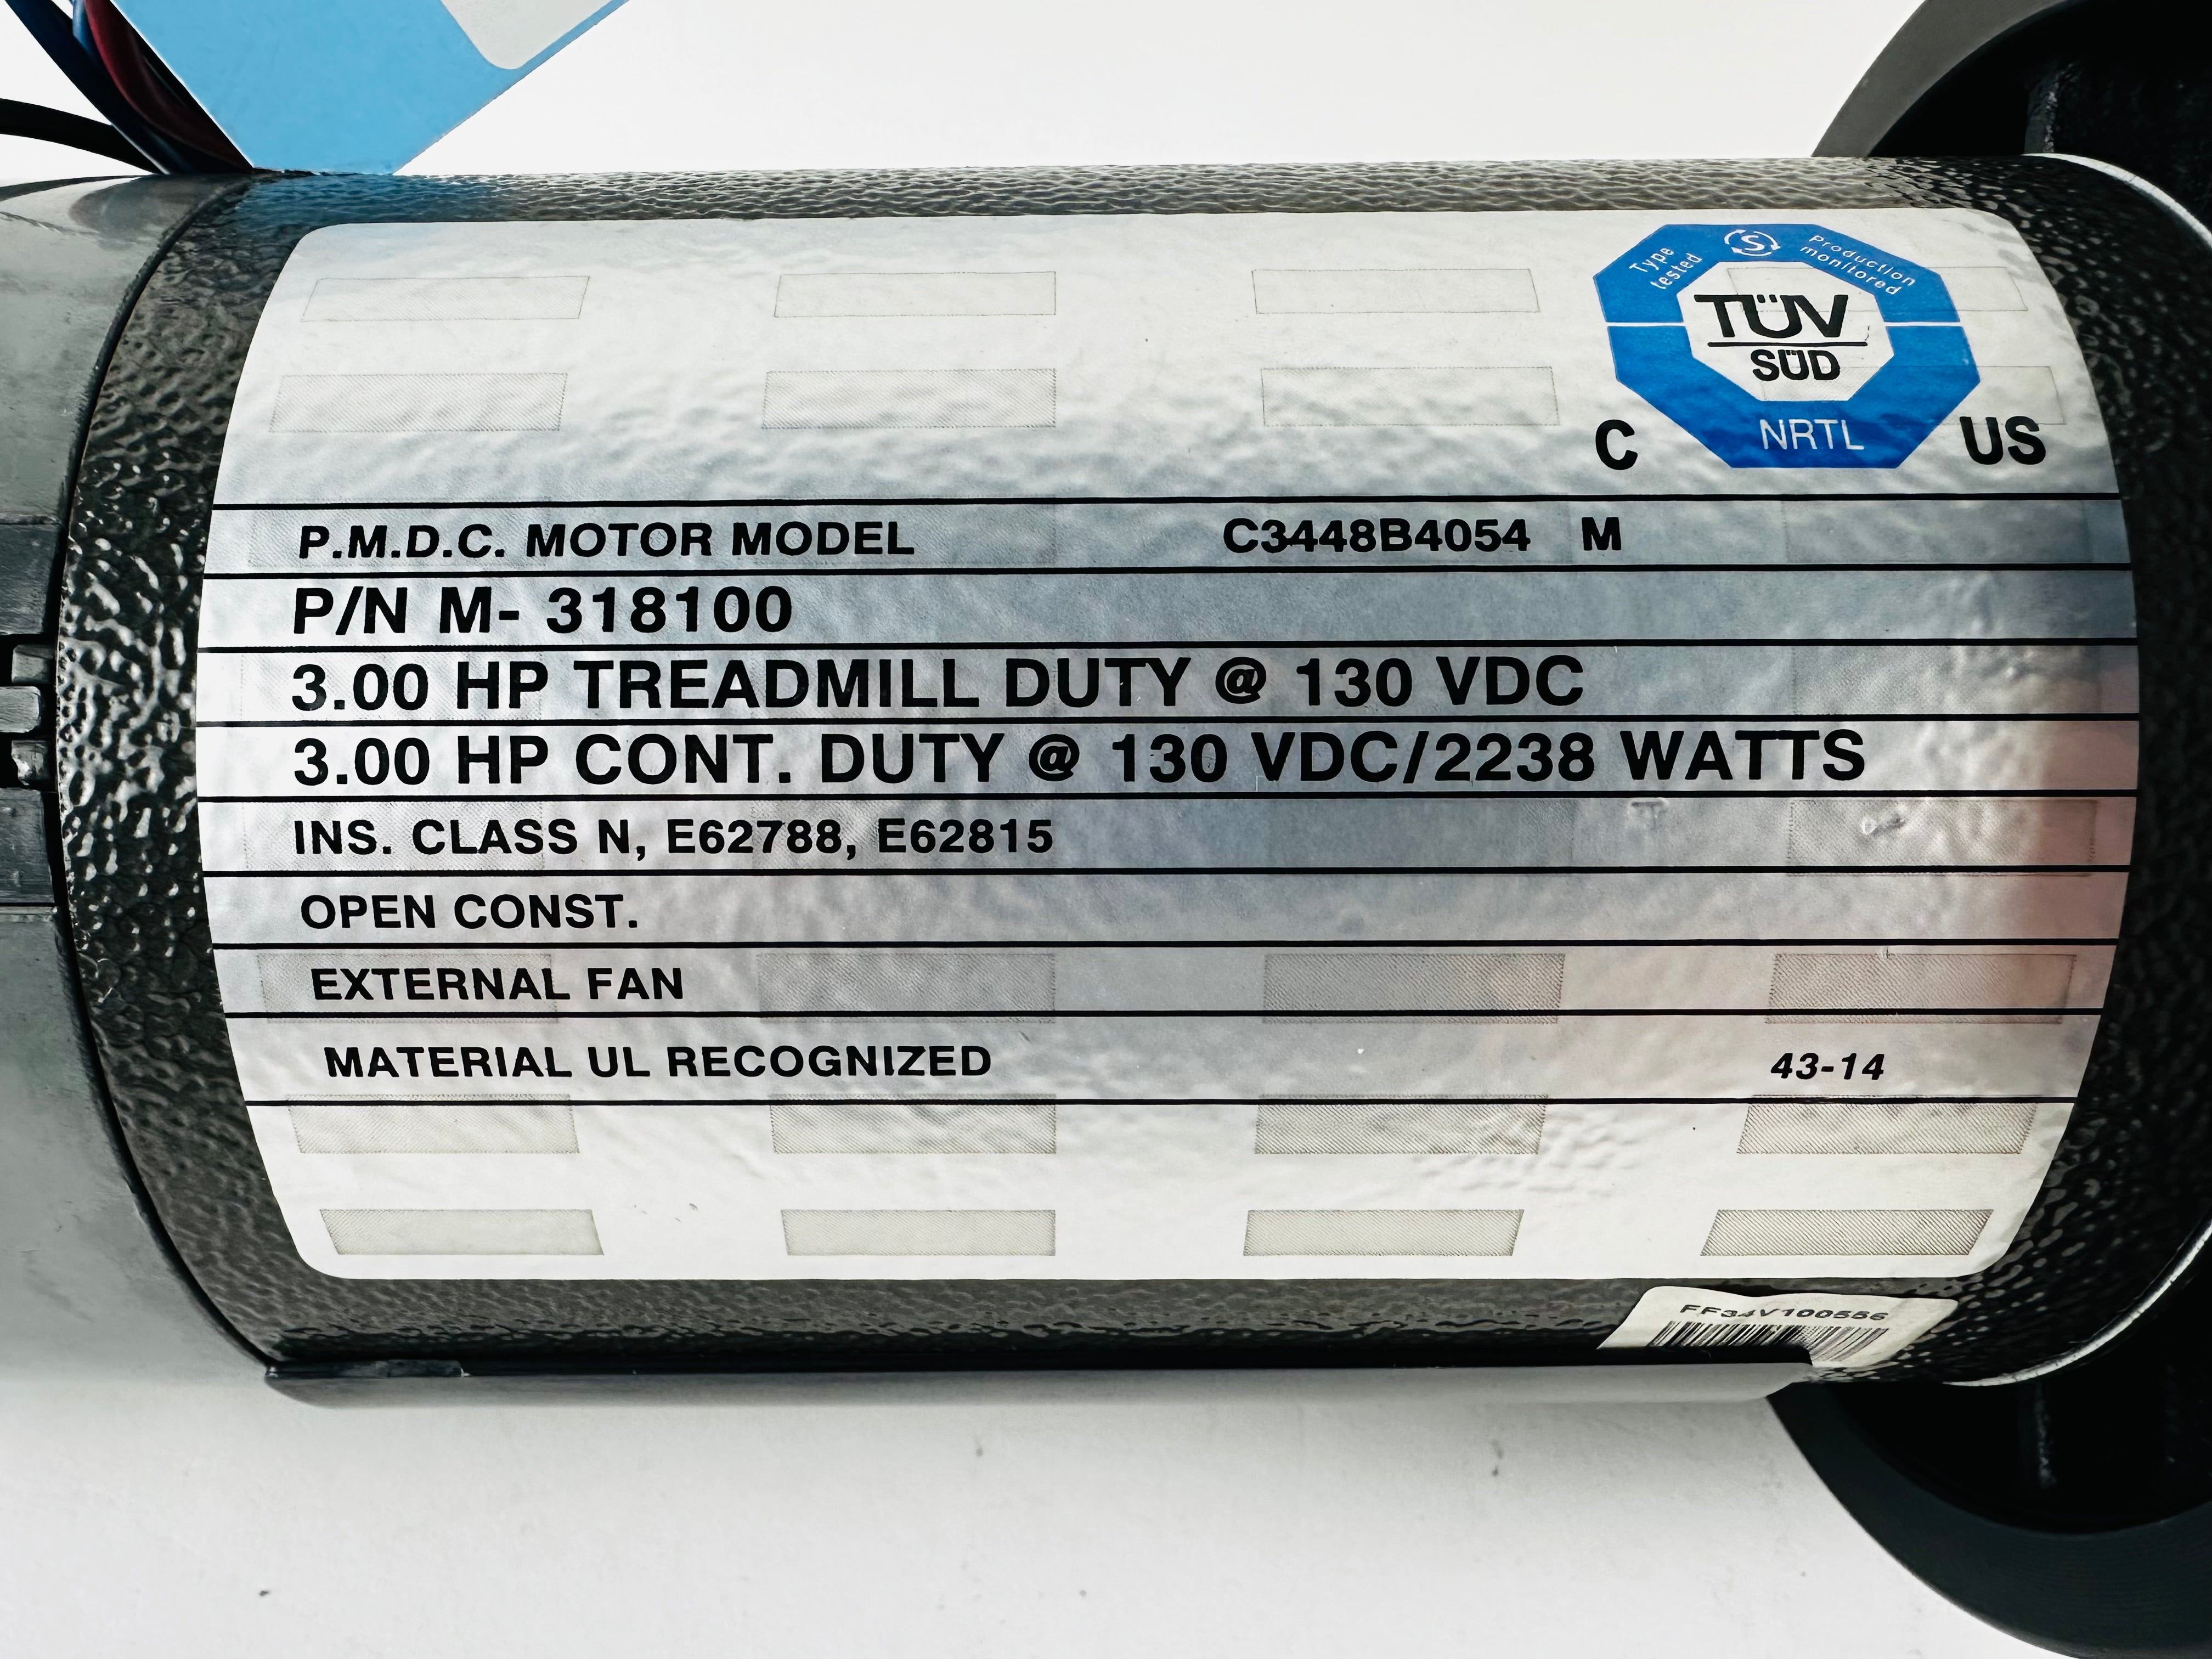 Type tested S Production monitored
TÜV
SÜD
NRTL
C US
P.M.D.C. MOTOR MODEL C3448B4054 M
P/N M- 318100
3.00 HP TREADMILL DUTY @ 130 VDC
3.00 HP CONT. DUTY @ 130 VDC/2238 WATTS
INS. CLASS N, E62788, E62815
OPEN CONST.
EXTERNAL FAN
MATERIAL UL RECOGNIZED 43-14
FF34V100556